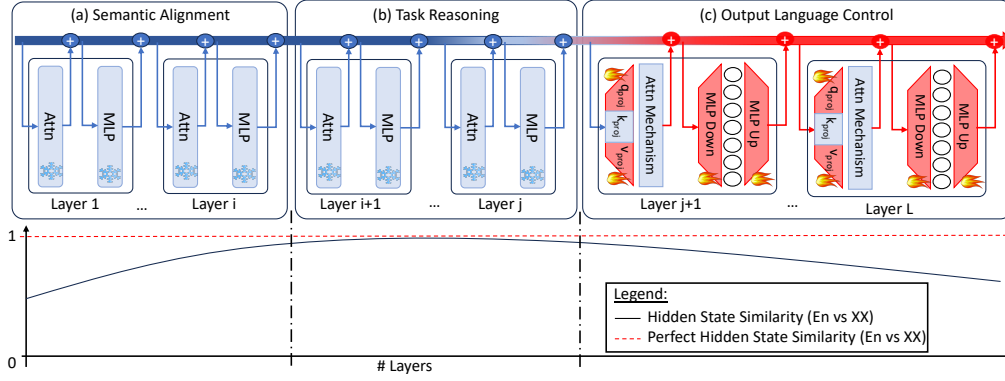 (a) Semantic Alignment
(b) Task Reasoning
(c) Output Language Control
+ + + + + + + + + + + +
Attn
MLP
Attn
MLP
Attn
MLP
Attn
MLP
qproj
kproj
vproj
Attn Mechanism
MLP Down
MLP Up
qproj
kproj
vproj
Attn Mechanism
MLP Down
MLP Up
Layer 1 ... Layer i
Layer i+1 ... Layer j
Layer j+1 ... Layer L
1
0
# Layers
Legend:
Hidden State Similarity (En vs XX)
Perfect Hidden State Similarity (En vs XX)